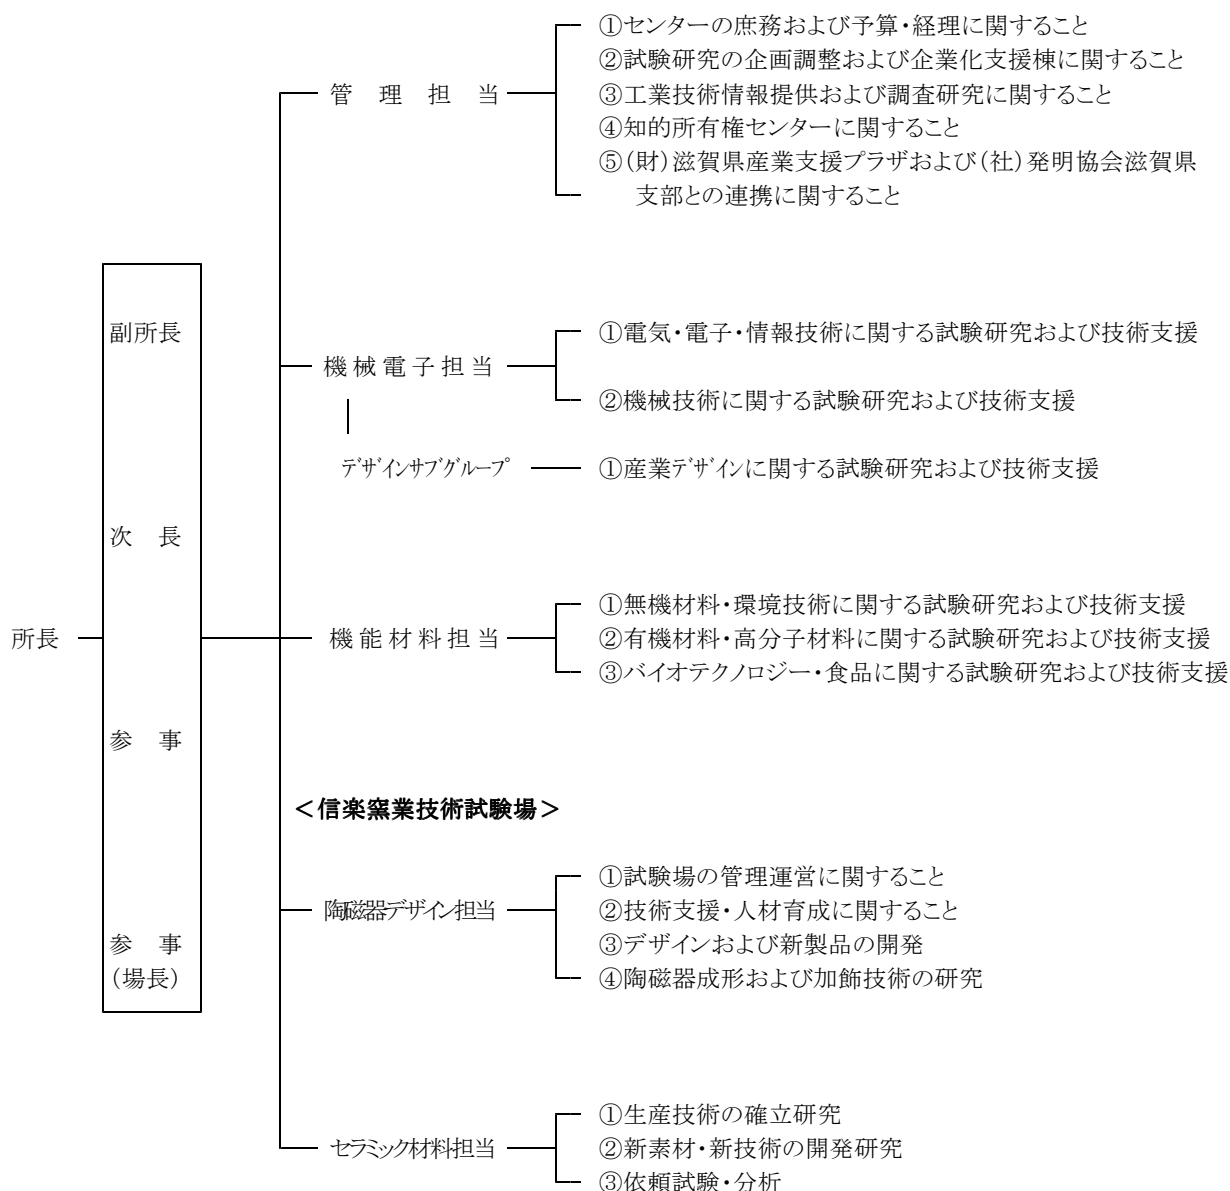 ①センターの庶務および予算・経理に関すること
②試験研究の企画調整および企業化支援棟に関すること
管　理　担　当
③工業技術情報提供および調査研究に関すること
④知的所有権センターに関すること
⑤(財)滋賀県産業支援プラザおよび(社)発明協会滋賀県
支部との連携に関すること
副所長
①電気・電子・情報技術に関する試験研究および技術支援
機械電子担当
②機械技術に関する試験研究および技術支援
デザインサブグループ
①産業デザインに関する試験研究および技術支援
次　長
①無機材料・環境技術に関する試験研究および技術支援
所長
機能材料担当
②有機材料・高分子材料に関する試験研究および技術支援
③バイオテクノロジー・食品に関する試験研究および技術支援
参　事
＜信楽窯業技術試験場＞
①試験場の管理運営に関すること
陶磁器デザイン担当
②技術支援・人材育成に関すること
参　事
③デザインおよび新製品の開発
(場長)
④陶磁器成形および加飾技術の研究
①生産技術の確立研究
セラミック材料担当
②新素材・新技術の開発研究
③依頼試験・分析